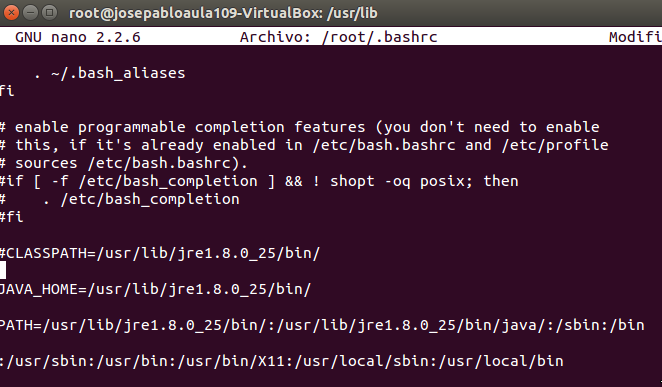 root@josepabloaula109-VirtualBox: /usr/lib
GNU nano 2.2.6 Archivo: /root/.bashrc Modifi
. ~/.bash_aliases
fi
# enable programmable completion features (you don't need to enable
# this, if it's already enabled in /etc/bash.bashrc and /etc/profile
# sources /etc/bash.bashrc).
#if [ -f /etc/bash_completion ] && ! shopt -oq posix; then
# . /etc/bash_completion
#fi
#CLASSPATH=/usr/lib/jre1.8.0_25/bin/
JAVA_HOME=/usr/lib/jre1.8.0_25/bin/
PATH=/usr/lib/jre1.8.0_25/bin/:/usr/lib/jre1.8.0_25/bin/java/:/sbin:/bin
:/usr/sbin:/usr/bin:/usr/bin/X11:/usr/local/sbin:/usr/local/bin